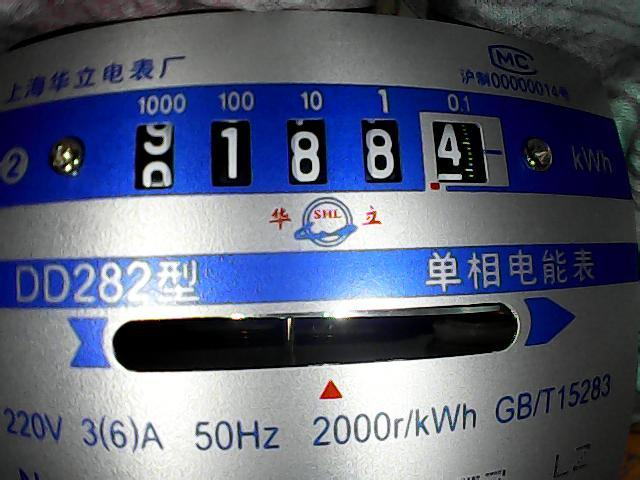 上海华立电表厂
MC
沪制00000014号
1000 100 10 1 0.1
2 9 0 1 8 8 4 kWh
华 SHL 立
DD282型 单相电能表
220V 3(6)A 50Hz 2000r/kWh GB/T15283